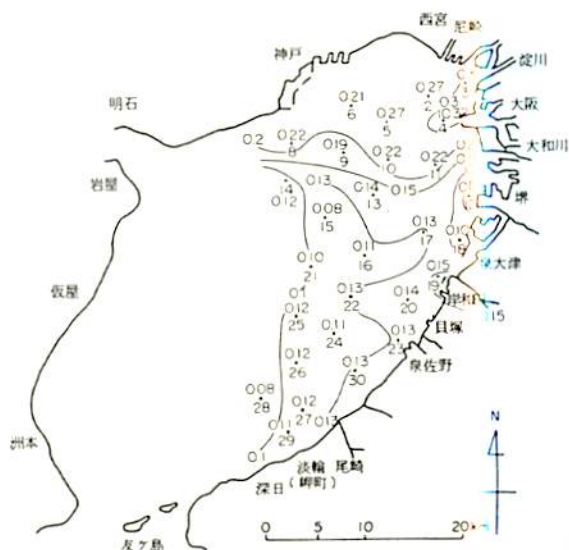 西宮
尼崎
神戸
淀川
明石
大阪
大和川
岩屋
堺
仮屋
泉大津
岸和
貝塚
泉佐野
洲本
淡輪 尾崎
深日 (岬町)
友ケ島
0.21
6
0.27
2
0.27
5
0.3
4
0.2
0.22
8
0.19
9
0.22
10
0.22
11
14
0.12
0.13
0.14
13
0.15
0.08
15
0.13
17
0.11
16
0.10
21
0.15
19
0.1
0.12
25
0.13
22
0.14
20
15
0.11
24
0.13
23
0.12
26
0.13
30
0.08
28
0.12
27
0.13
0.11
29
0.1
N
0 5 10 20